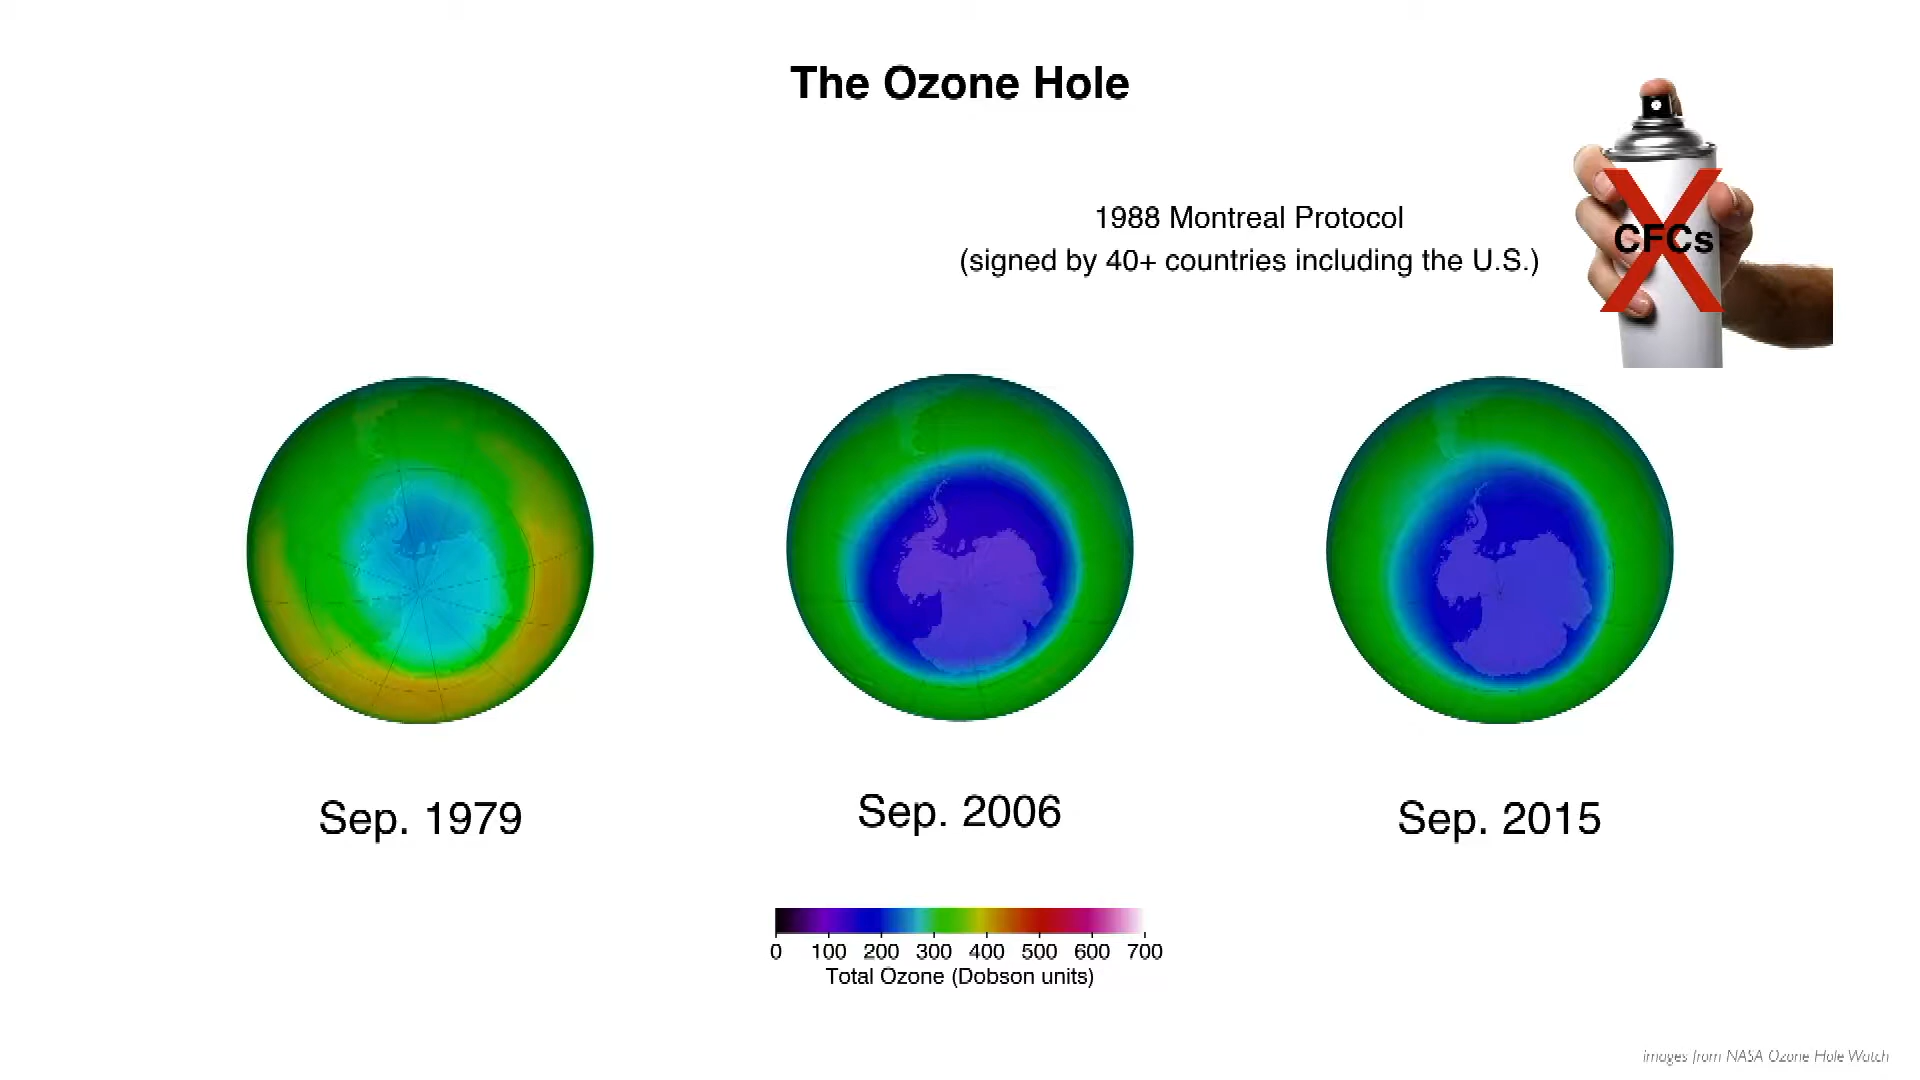 The Ozone Hole
1988 Montreal Protocol
(signed by 40+ countries including the U.S.)
CFCs
Sep. 1979
Sep. 2006
Sep. 2015
0 100 200 300 400 500 600 700
Total Ozone (Dobson units)
images from NASA Ozone Hole Watch